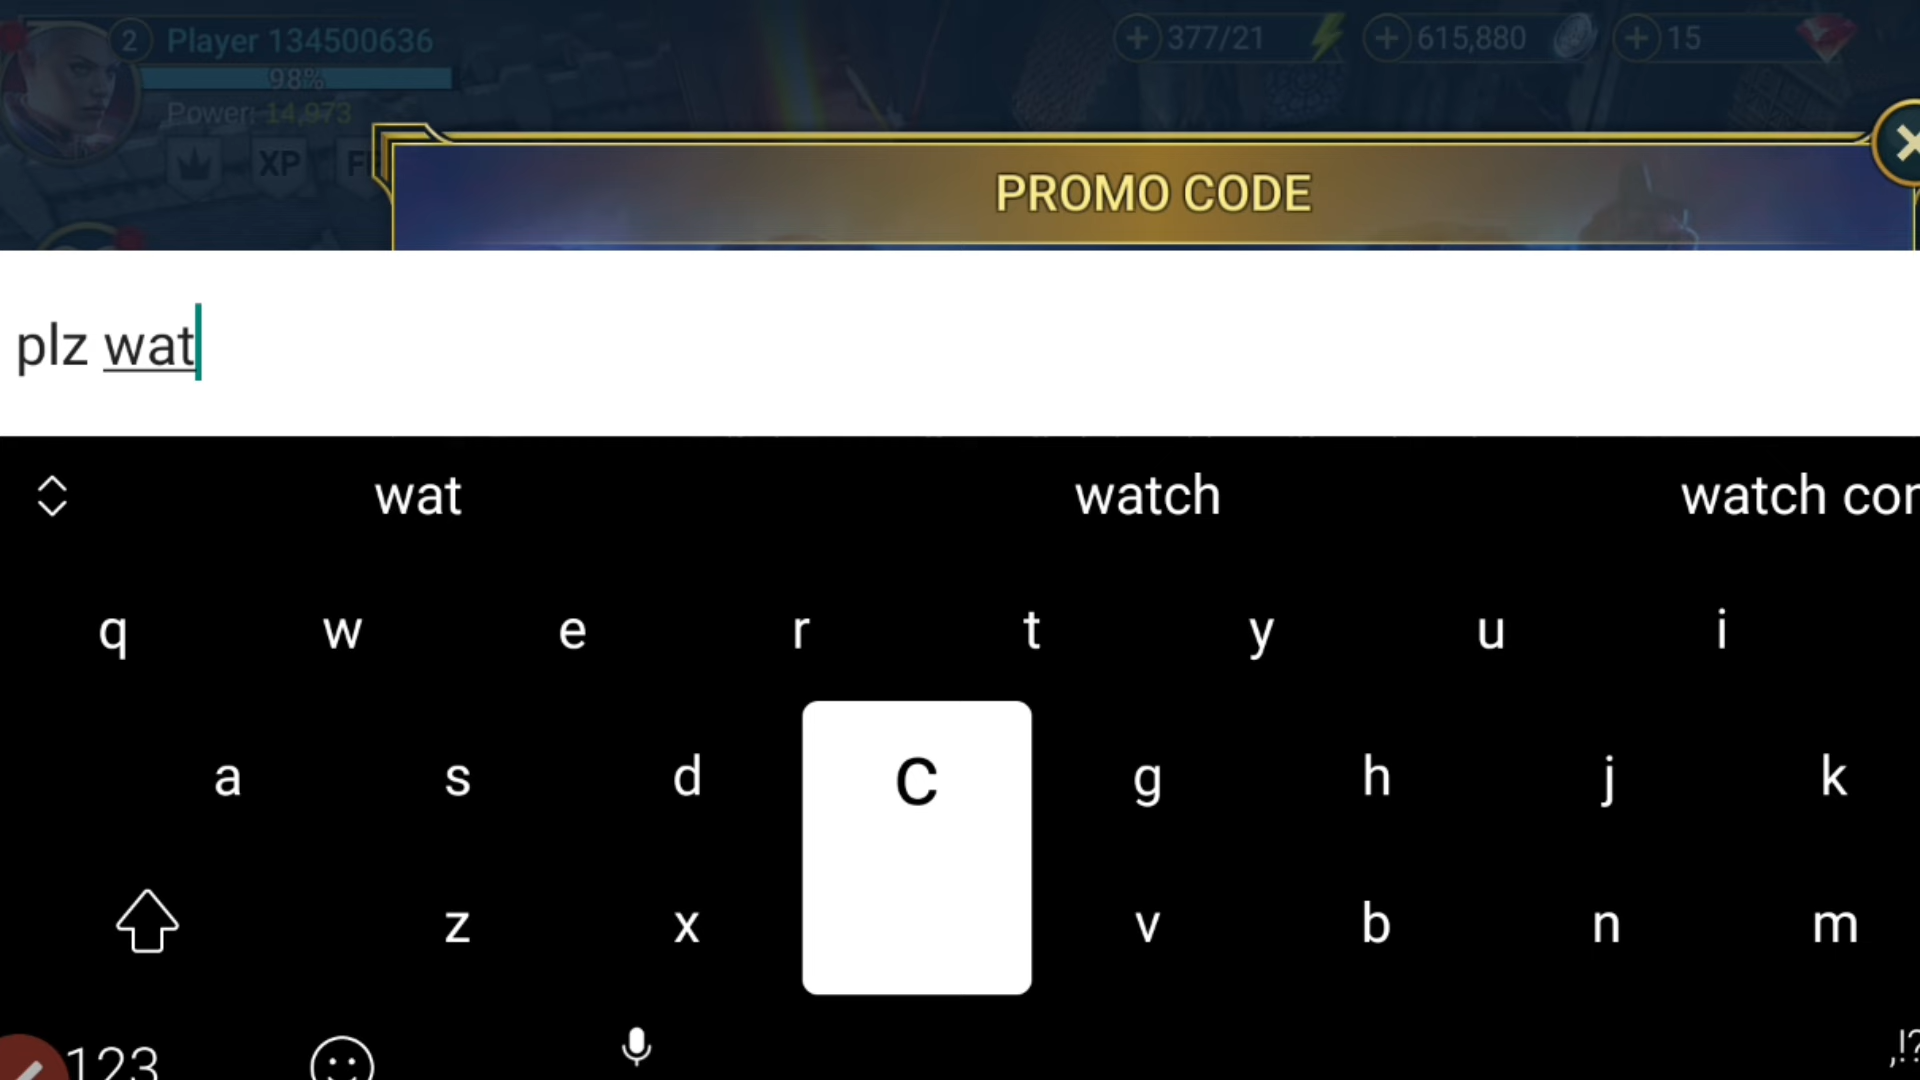 2 Player 134500636
377/21
615,880
15
98%
Power: 14,973
XP
PROMO CODE
plz wat
wat
watch
watch
q w e r t y u i
a s d C g h j k
z x v b n m
123
,!?